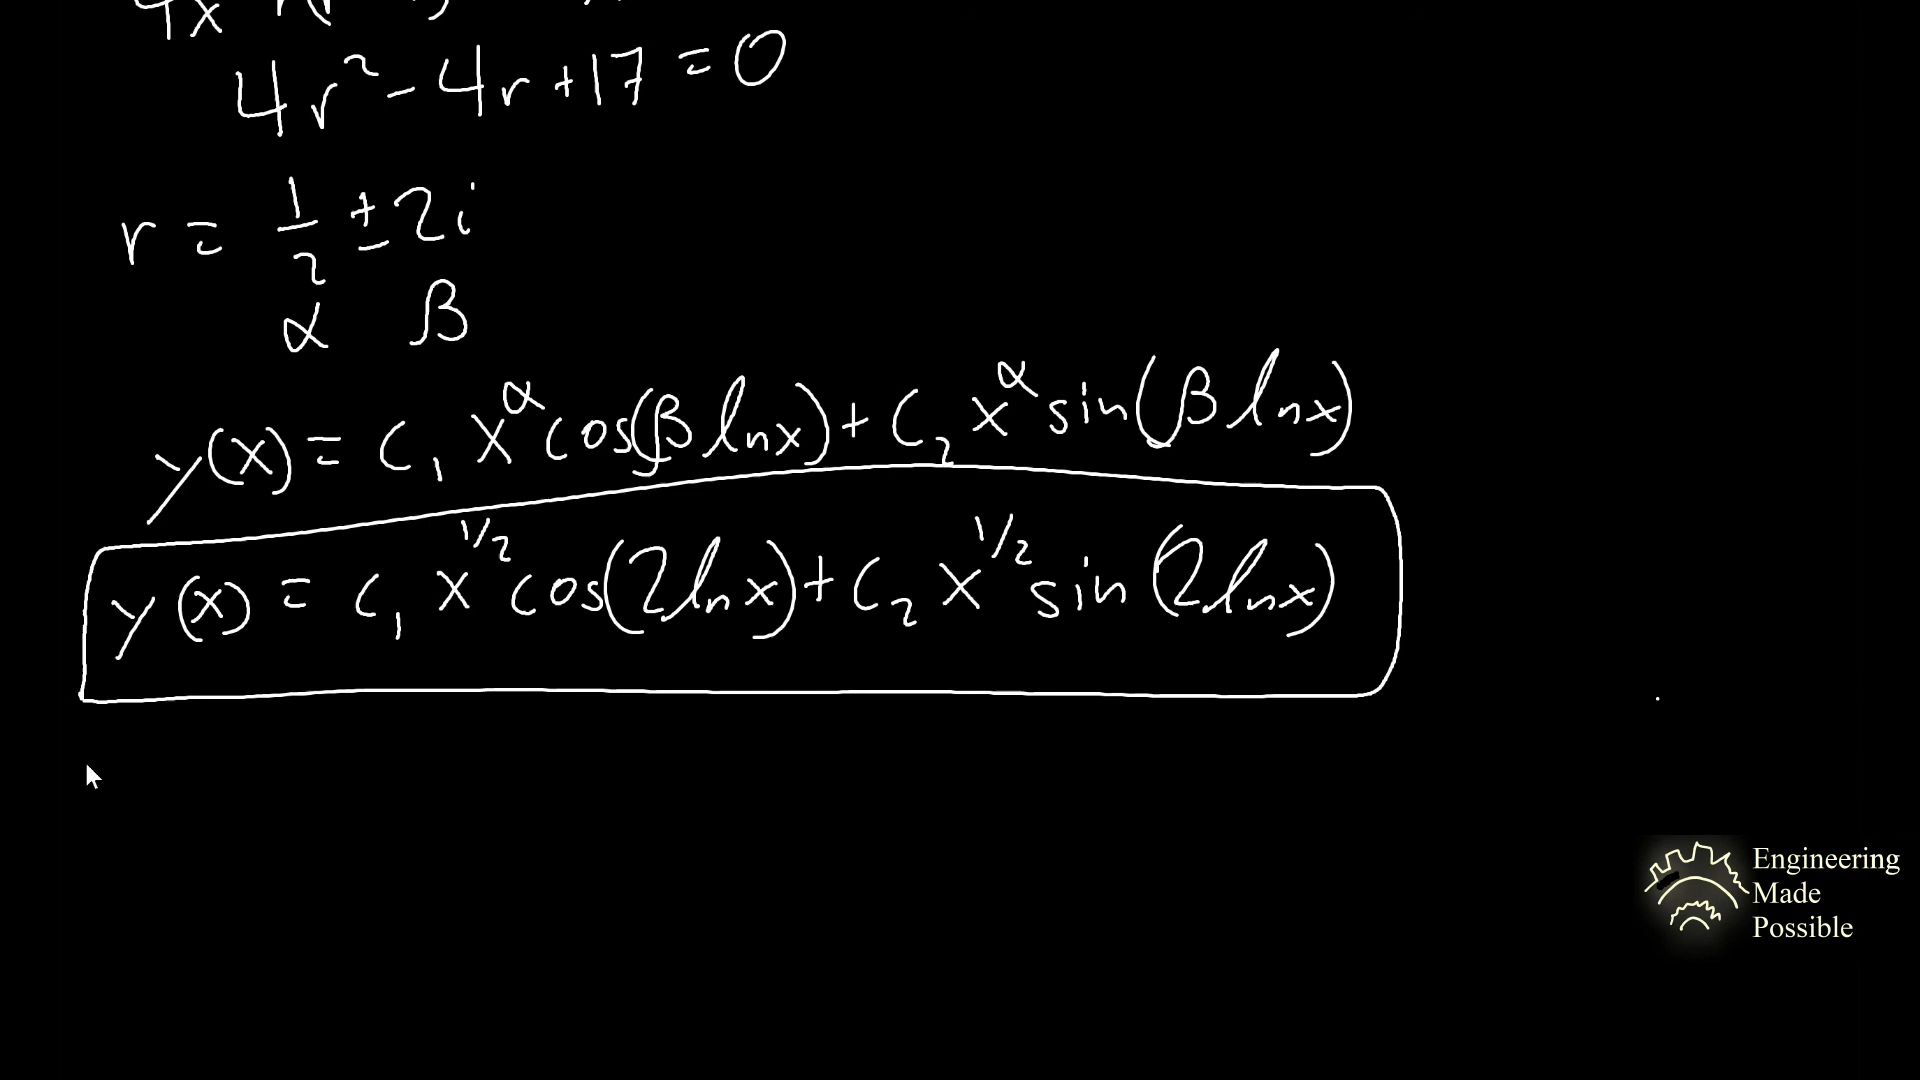 4r² - 4r + 17 = 0
r = 1/2 ± 2i
α β
y(x) = C₁ x^α cos(β ln x) + C₂ x^α sin(β ln x)
y(x) = C₁ x^1/2 cos(2 ln x) + C₂ x^1/2 sin(2 ln x)
Engineering
Made
Possible